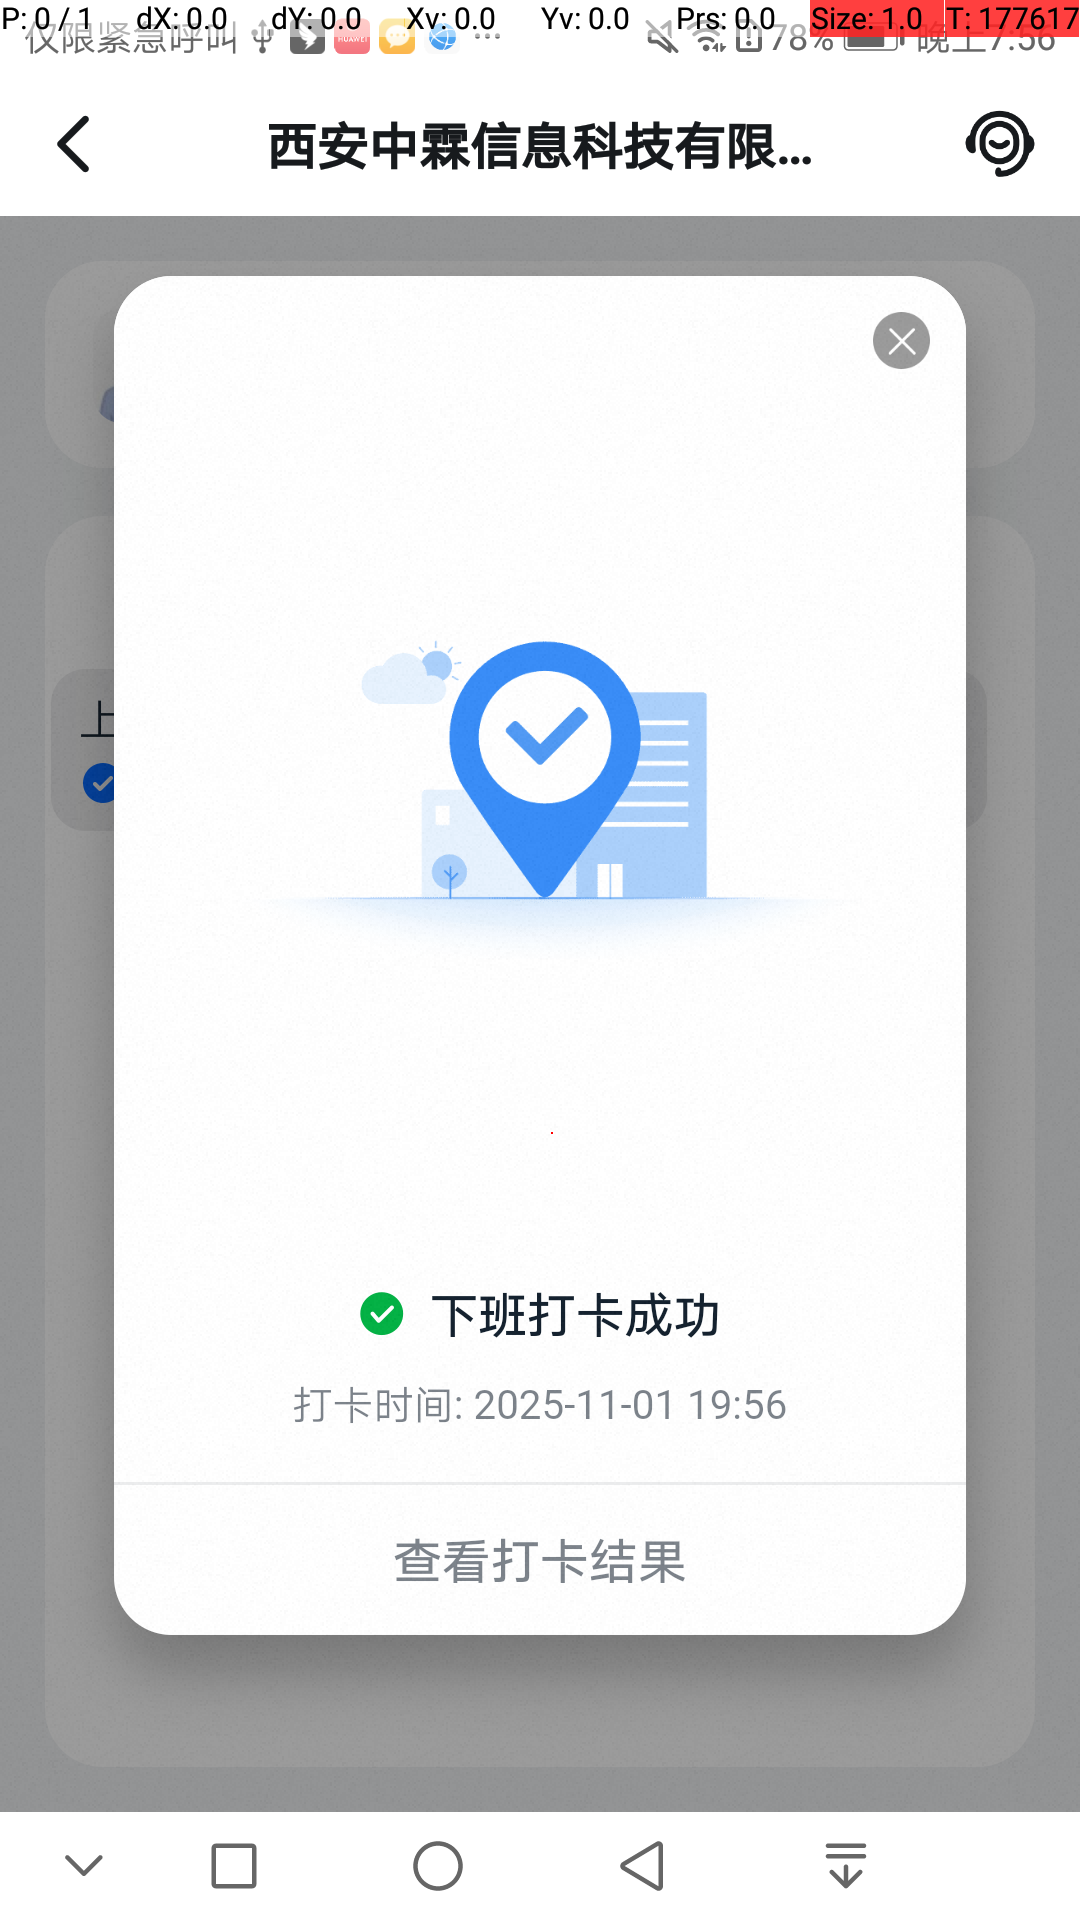 P: 0 / 1 dX: 0.0 dY: 0.0 Xv: 0.0 Yv: 0.0 Prs: 0.0 Size: 1.0 T: 177617
仅限紧急呼叫 HUAWEI 78% 晚上7:56
西安中霖信息科技有限...
上
下班打卡成功
打卡时间: 2025-11-01 19:56
查看打卡结果